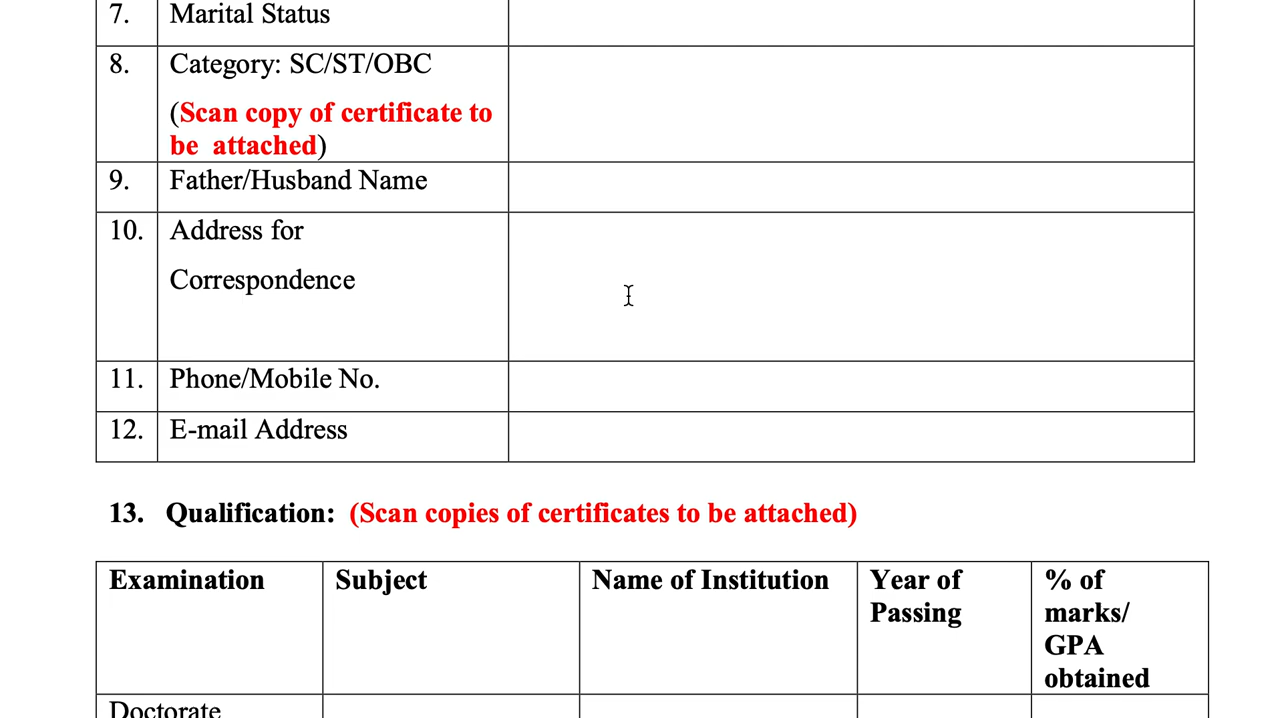 7. Marital Status
8. Category: SC/ST/OBC
(Scan copy of certificate to
be attached)
9. Father/Husband Name
10. Address for
Correspondence
11. Phone/Mobile No.
12. E-mail Address
13. Qualification: (Scan copies of certificates to be attached)
Examination Subject Name of Institution Year of % of
Passing marks/
GPA
obtained
Doctorate